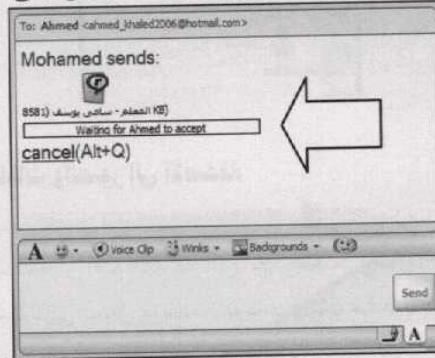 To: Ahmed <ahmed_khaled2006@hotmail.com>
Mohamed sends:
المعلم - سامى يوسف (8581 KB)
Waiting for Ahmed to accept
cancel(Alt+Q)
A Voice Clip Winks Backgrounds
Send
A